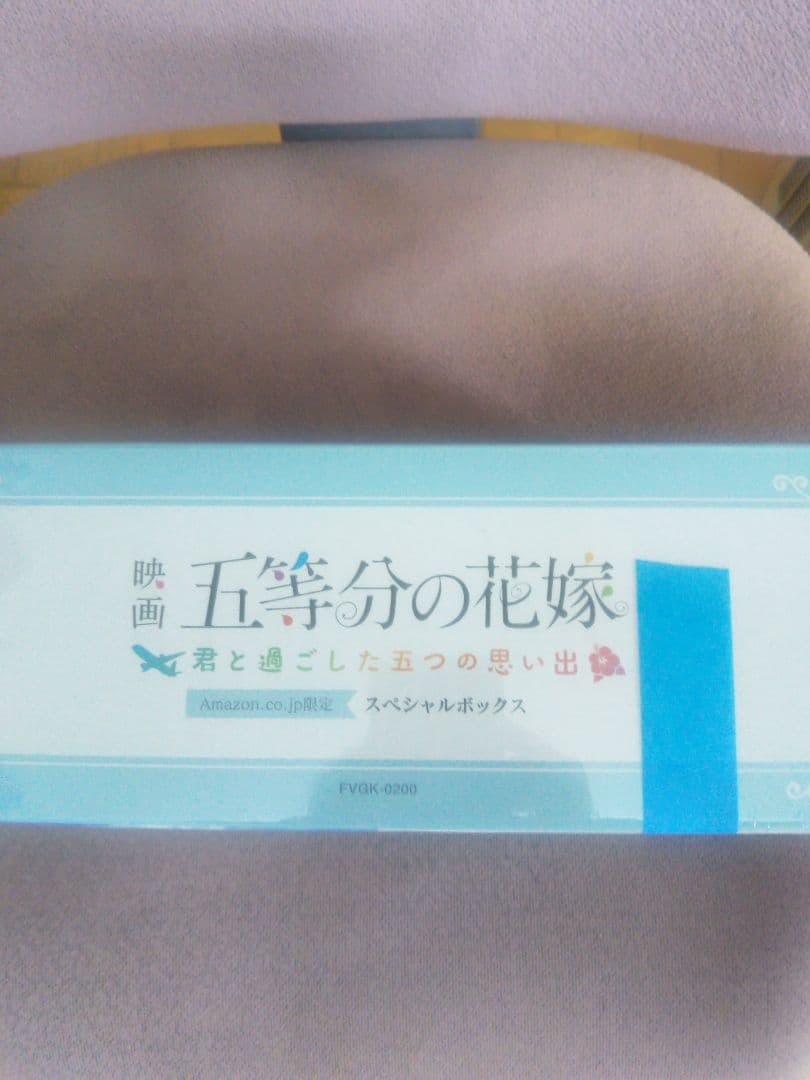 映画 五等分の花嫁
君と過ごした五つの思い出
Amazon.co.jp限定 スペシャルボックス
FVGK-0200